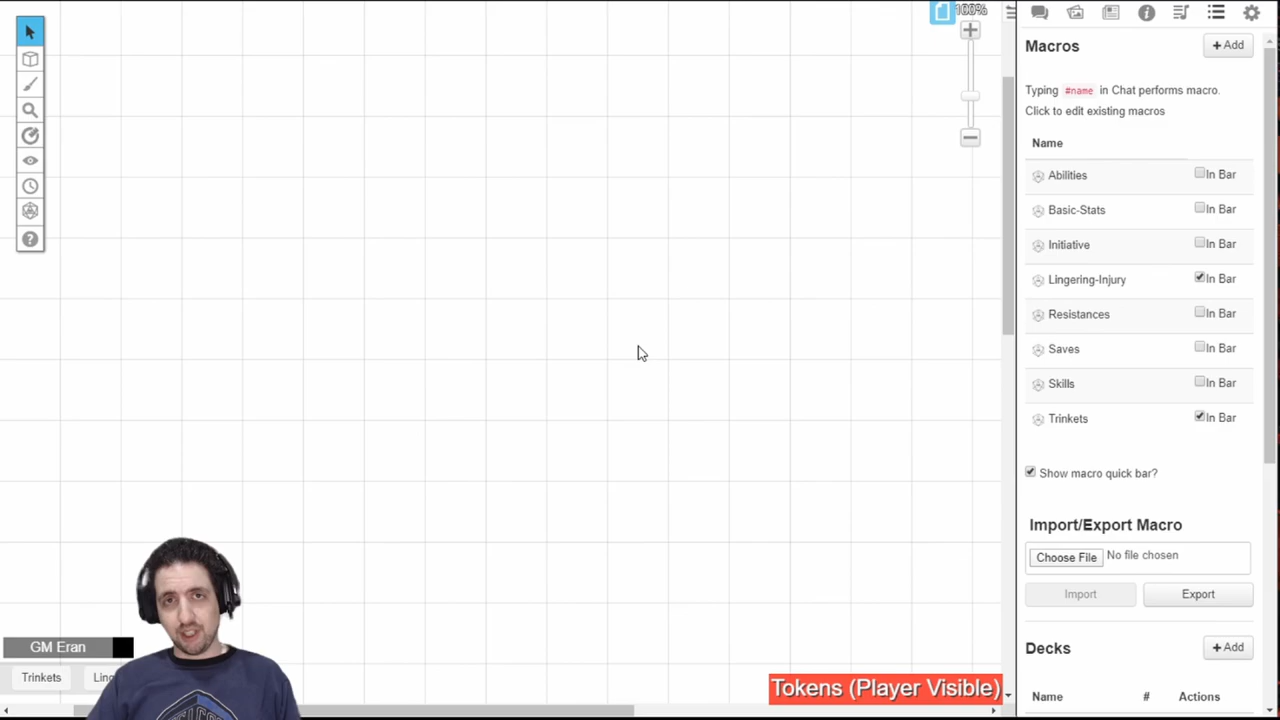 100%
Macros
+ Add
Typing #name in Chat performs macro.
Click to edit existing macros
Name
Abilities In Bar
Basic-Stats In Bar
Initiative In Bar
Lingering-Injury In Bar
Resistances In Bar
Saves In Bar
Skills In Bar
Trinkets In Bar
Show macro quick bar?
Import/Export Macro
Choose File No file chosen
Import Export
Decks
+ Add
Name # Actions
GM Eran
Trinkets Ling
Tokens (Player Visible)